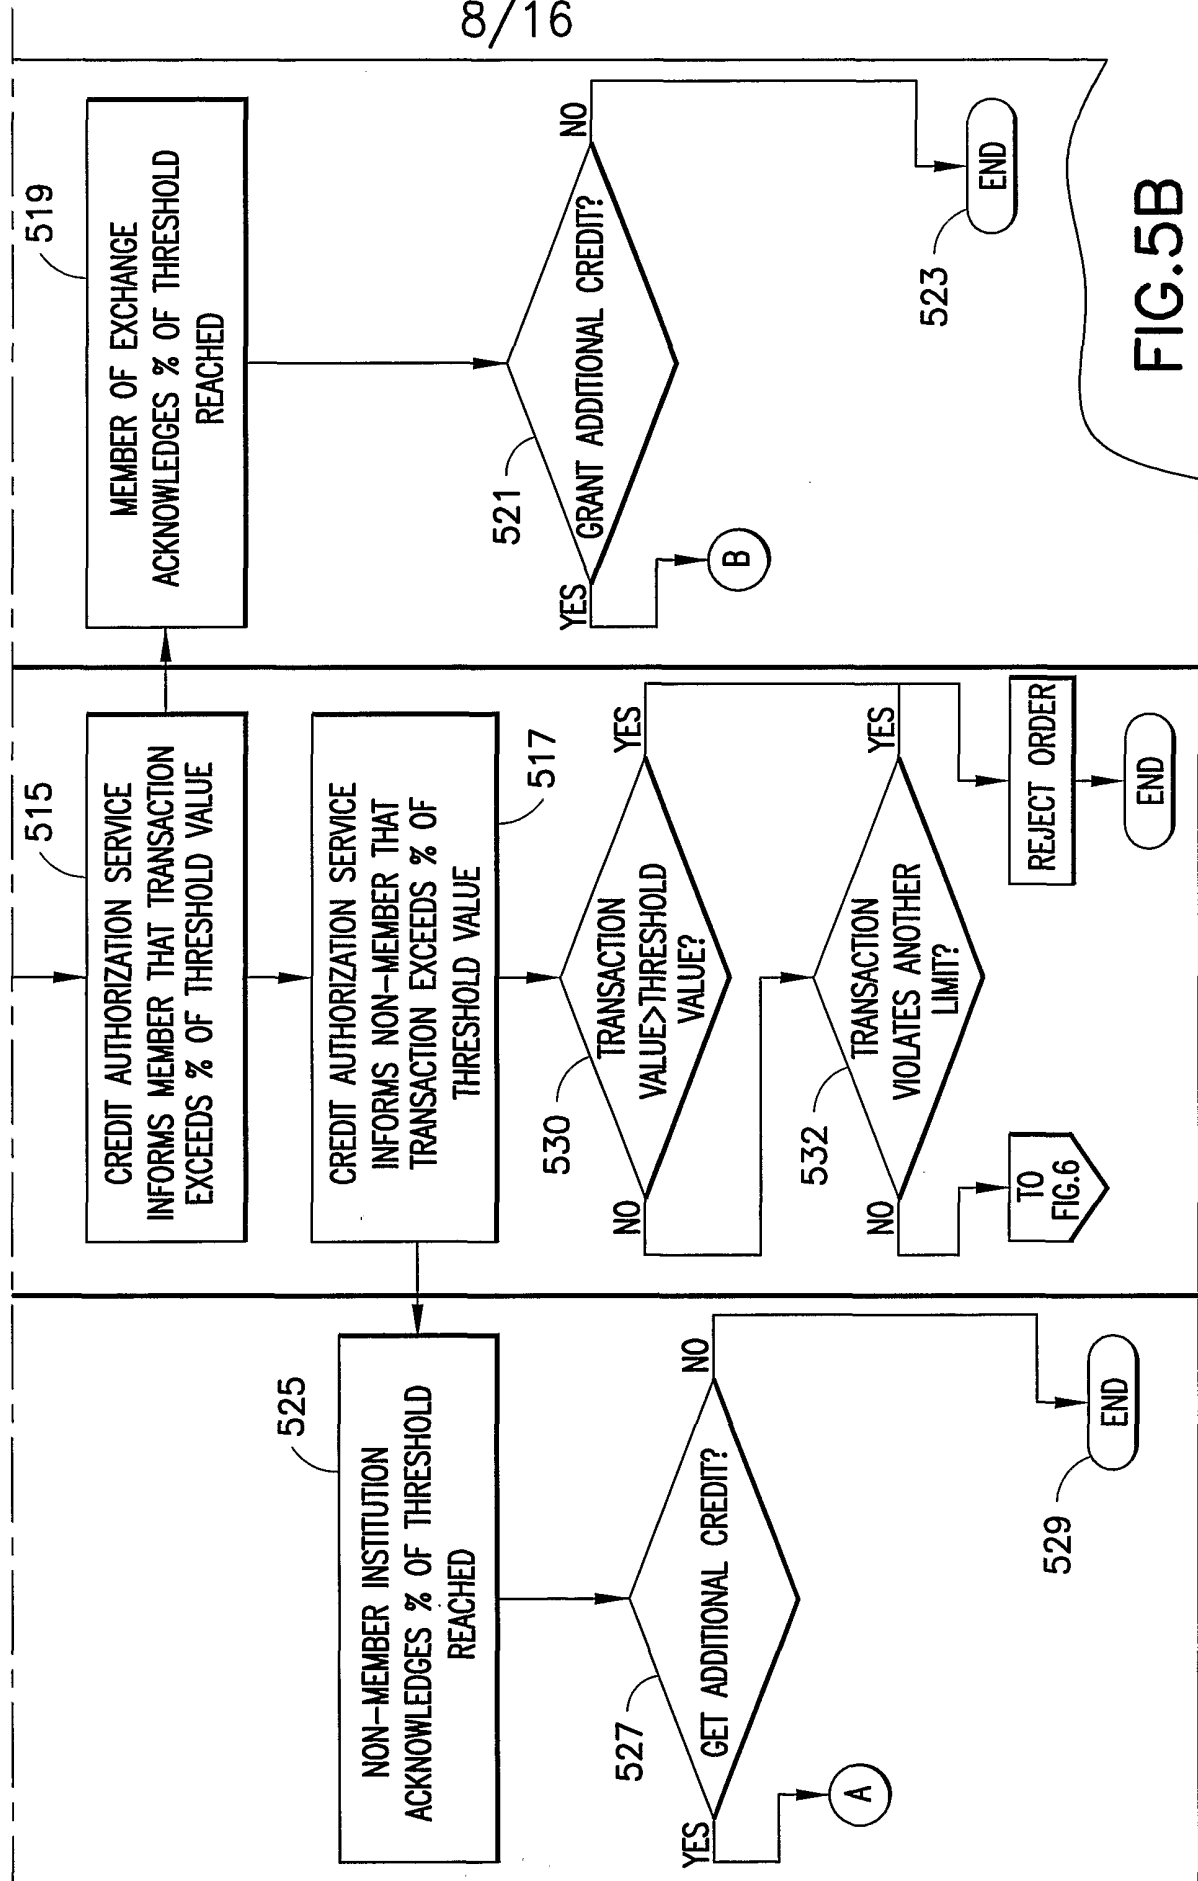 8/16
525
NON-MEMBER INSTITUTION
ACKNOWLEDGES % OF THRESHOLD
REACHED
527
GET ADDITIONAL CREDIT?
YES
NO
A
529
END
515
CREDIT AUTHORIZATION SERVICE
INFORMS MEMBER THAT TRANSACTION
EXCEEDS % OF THRESHOLD VALUE
CREDIT AUTHORIZATION SERVICE
INFORMS NON-MEMBER THAT
TRANSACTION EXCEEDS % OF
THRESHOLD VALUE
517
530
TRANSACTION
VALUE>THRESHOLD
VALUE?
NO
YES
532
TRANSACTION
VIOLATES ANOTHER
LIMIT?
NO
YES
TO
FIG.6
REJECT ORDER
END
519
MEMBER OF EXCHANGE
ACKNOWLEDGES % OF THRESHOLD
REACHED
521
GRANT ADDITIONAL CREDIT?
YES
NO
B
523
END
FIG.5B